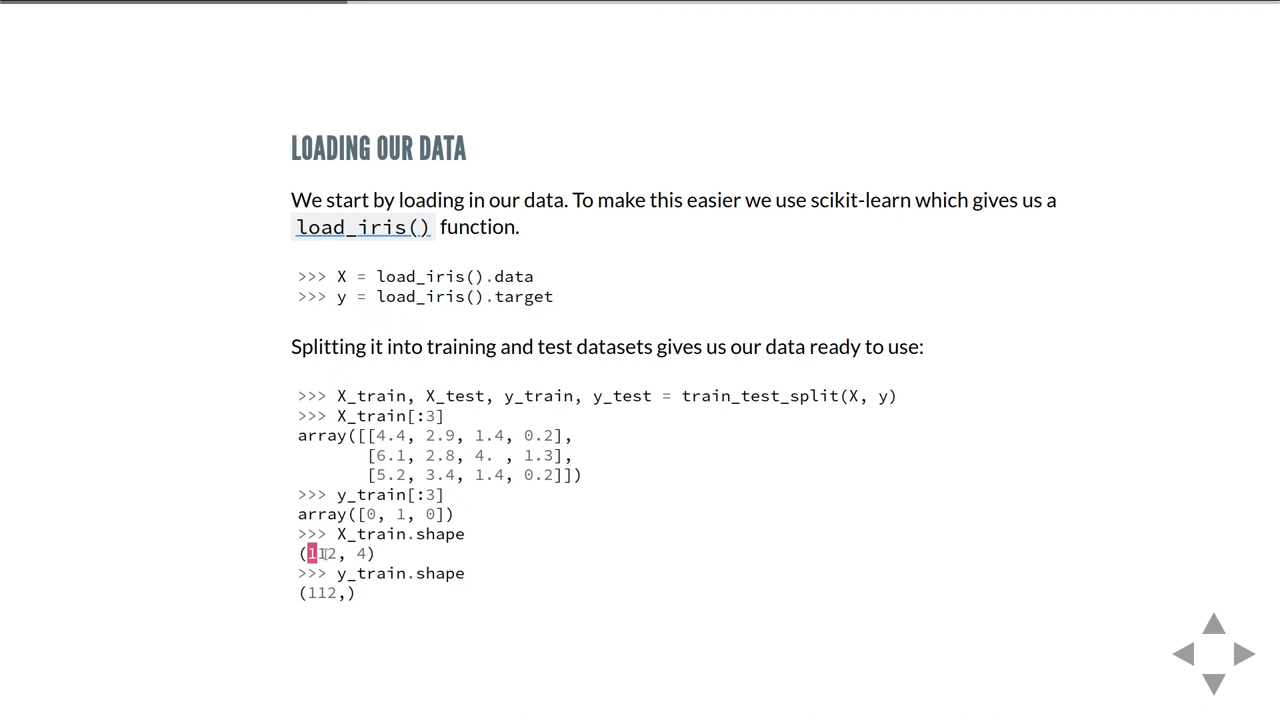 LOADING OUR DATA
We start by loading in our data. To make this easier we use scikit-learn which gives us a
load_iris() function.
>>> X = load_iris().data
>>> y = load_iris().target
Splitting it into training and test datasets gives us our data ready to use:
>>> X_train, X_test, y_train, y_test = train_test_split(X, y)
>>> X_train[:3]
array([[4.4, 2.9, 1.4, 0.2],
       [6.1, 2.8, 4. , 1.3],
       [5.2, 3.4, 1.4, 0.2]])
>>> y_train[:3]
array([0, 1, 0])
>>> X_train.shape
(112, 4)
>>> y_train.shape
(112,)